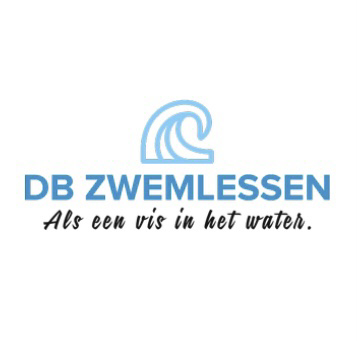 DB ZWEMLESSEN
Als een vis in het water.